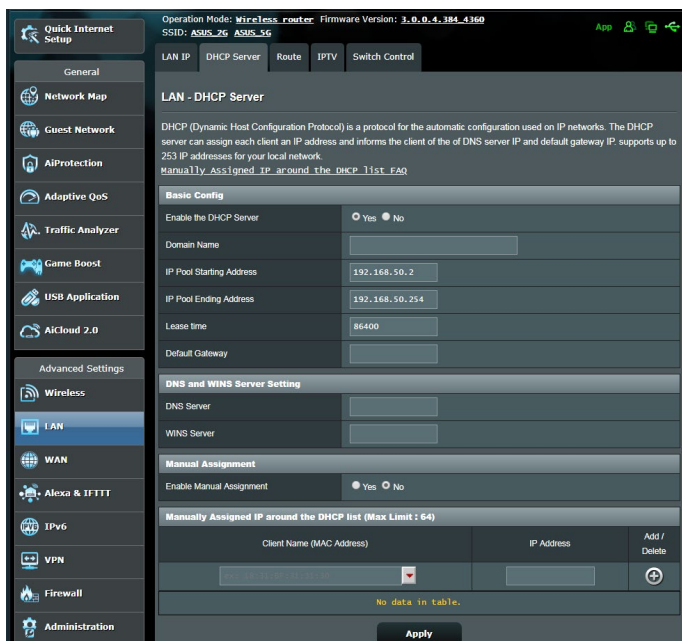 Quick Internet
Setup
Operation Mode: Wireless router Firmware Version: 3.0.0.4.384_4360
SSID: ASUS_2G ASUS_5G
App
LAN IP DHCP Server Route IPTV Switch Control
General
Network Map
Guest Network
AiProtection
Adaptive QoS
Traffic Analyzer
Game Boost
USB Application
AiCloud 2.0
Advanced Settings
Wireless
LAN
WAN
Alexa & IFTTT
IPv6
VPN
Firewall
Administration
LAN - DHCP Server
DHCP (Dynamic Host Configuration Protocol) is a protocol for the automatic configuration used on IP networks. The DHCP
server can assign each client an IP address and informs the client of the of DNS server IP and default gateway IP. supports up to
253 IP addresses for your local network.
Manually Assigned IP around the DHCP list FAQ
Basic Config
Enable the DHCP Server Yes No
Domain Name
IP Pool Starting Address 192.168.50.2
IP Pool Ending Address 192.168.50.254
Lease time 86400
Default Gateway
DNS and WINS Server Setting
DNS Server
WINS Server
Manual Assignment
Enable Manual Assignment Yes No
Manually Assigned IP around the DHCP list (Max Limit : 64)
Client Name (MAC Address) IP Address Add /
Delete
No data in table.
Apply